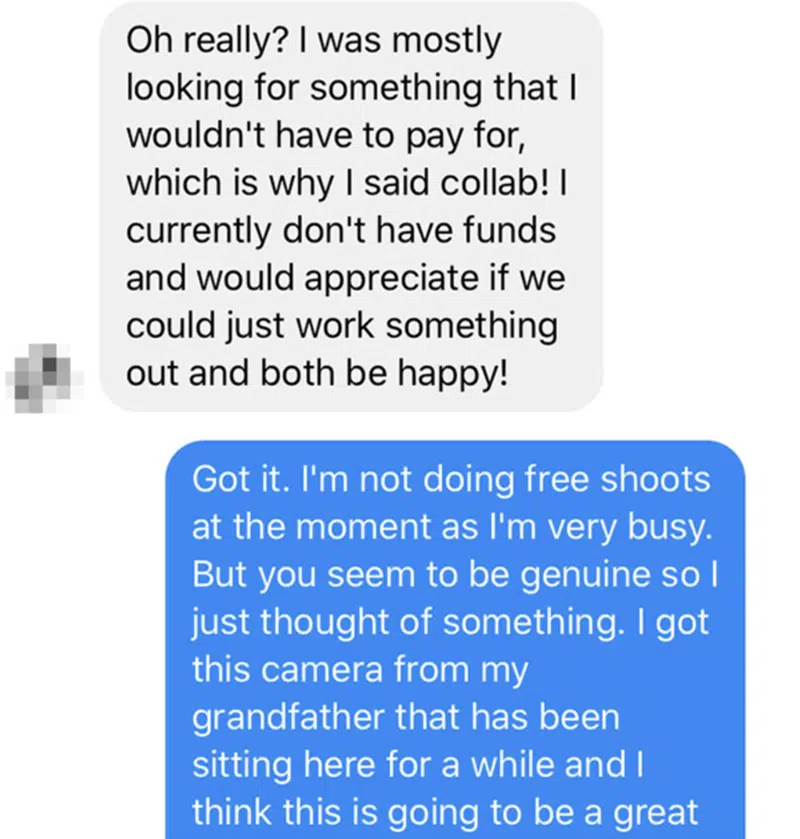 Oh really? I was mostly
looking for something that I
wouldn't have to pay for,
which is why I said collab! I
currently don't have funds
and would appreciate if we
could just work something
out and both be happy!
Got it. I'm not doing free shoots
at the moment as I'm very busy.
But you seem to be genuine so I
just thought of something. I got
this camera from my
grandfather that has been
sitting here for a while and I
think this is going to be a great